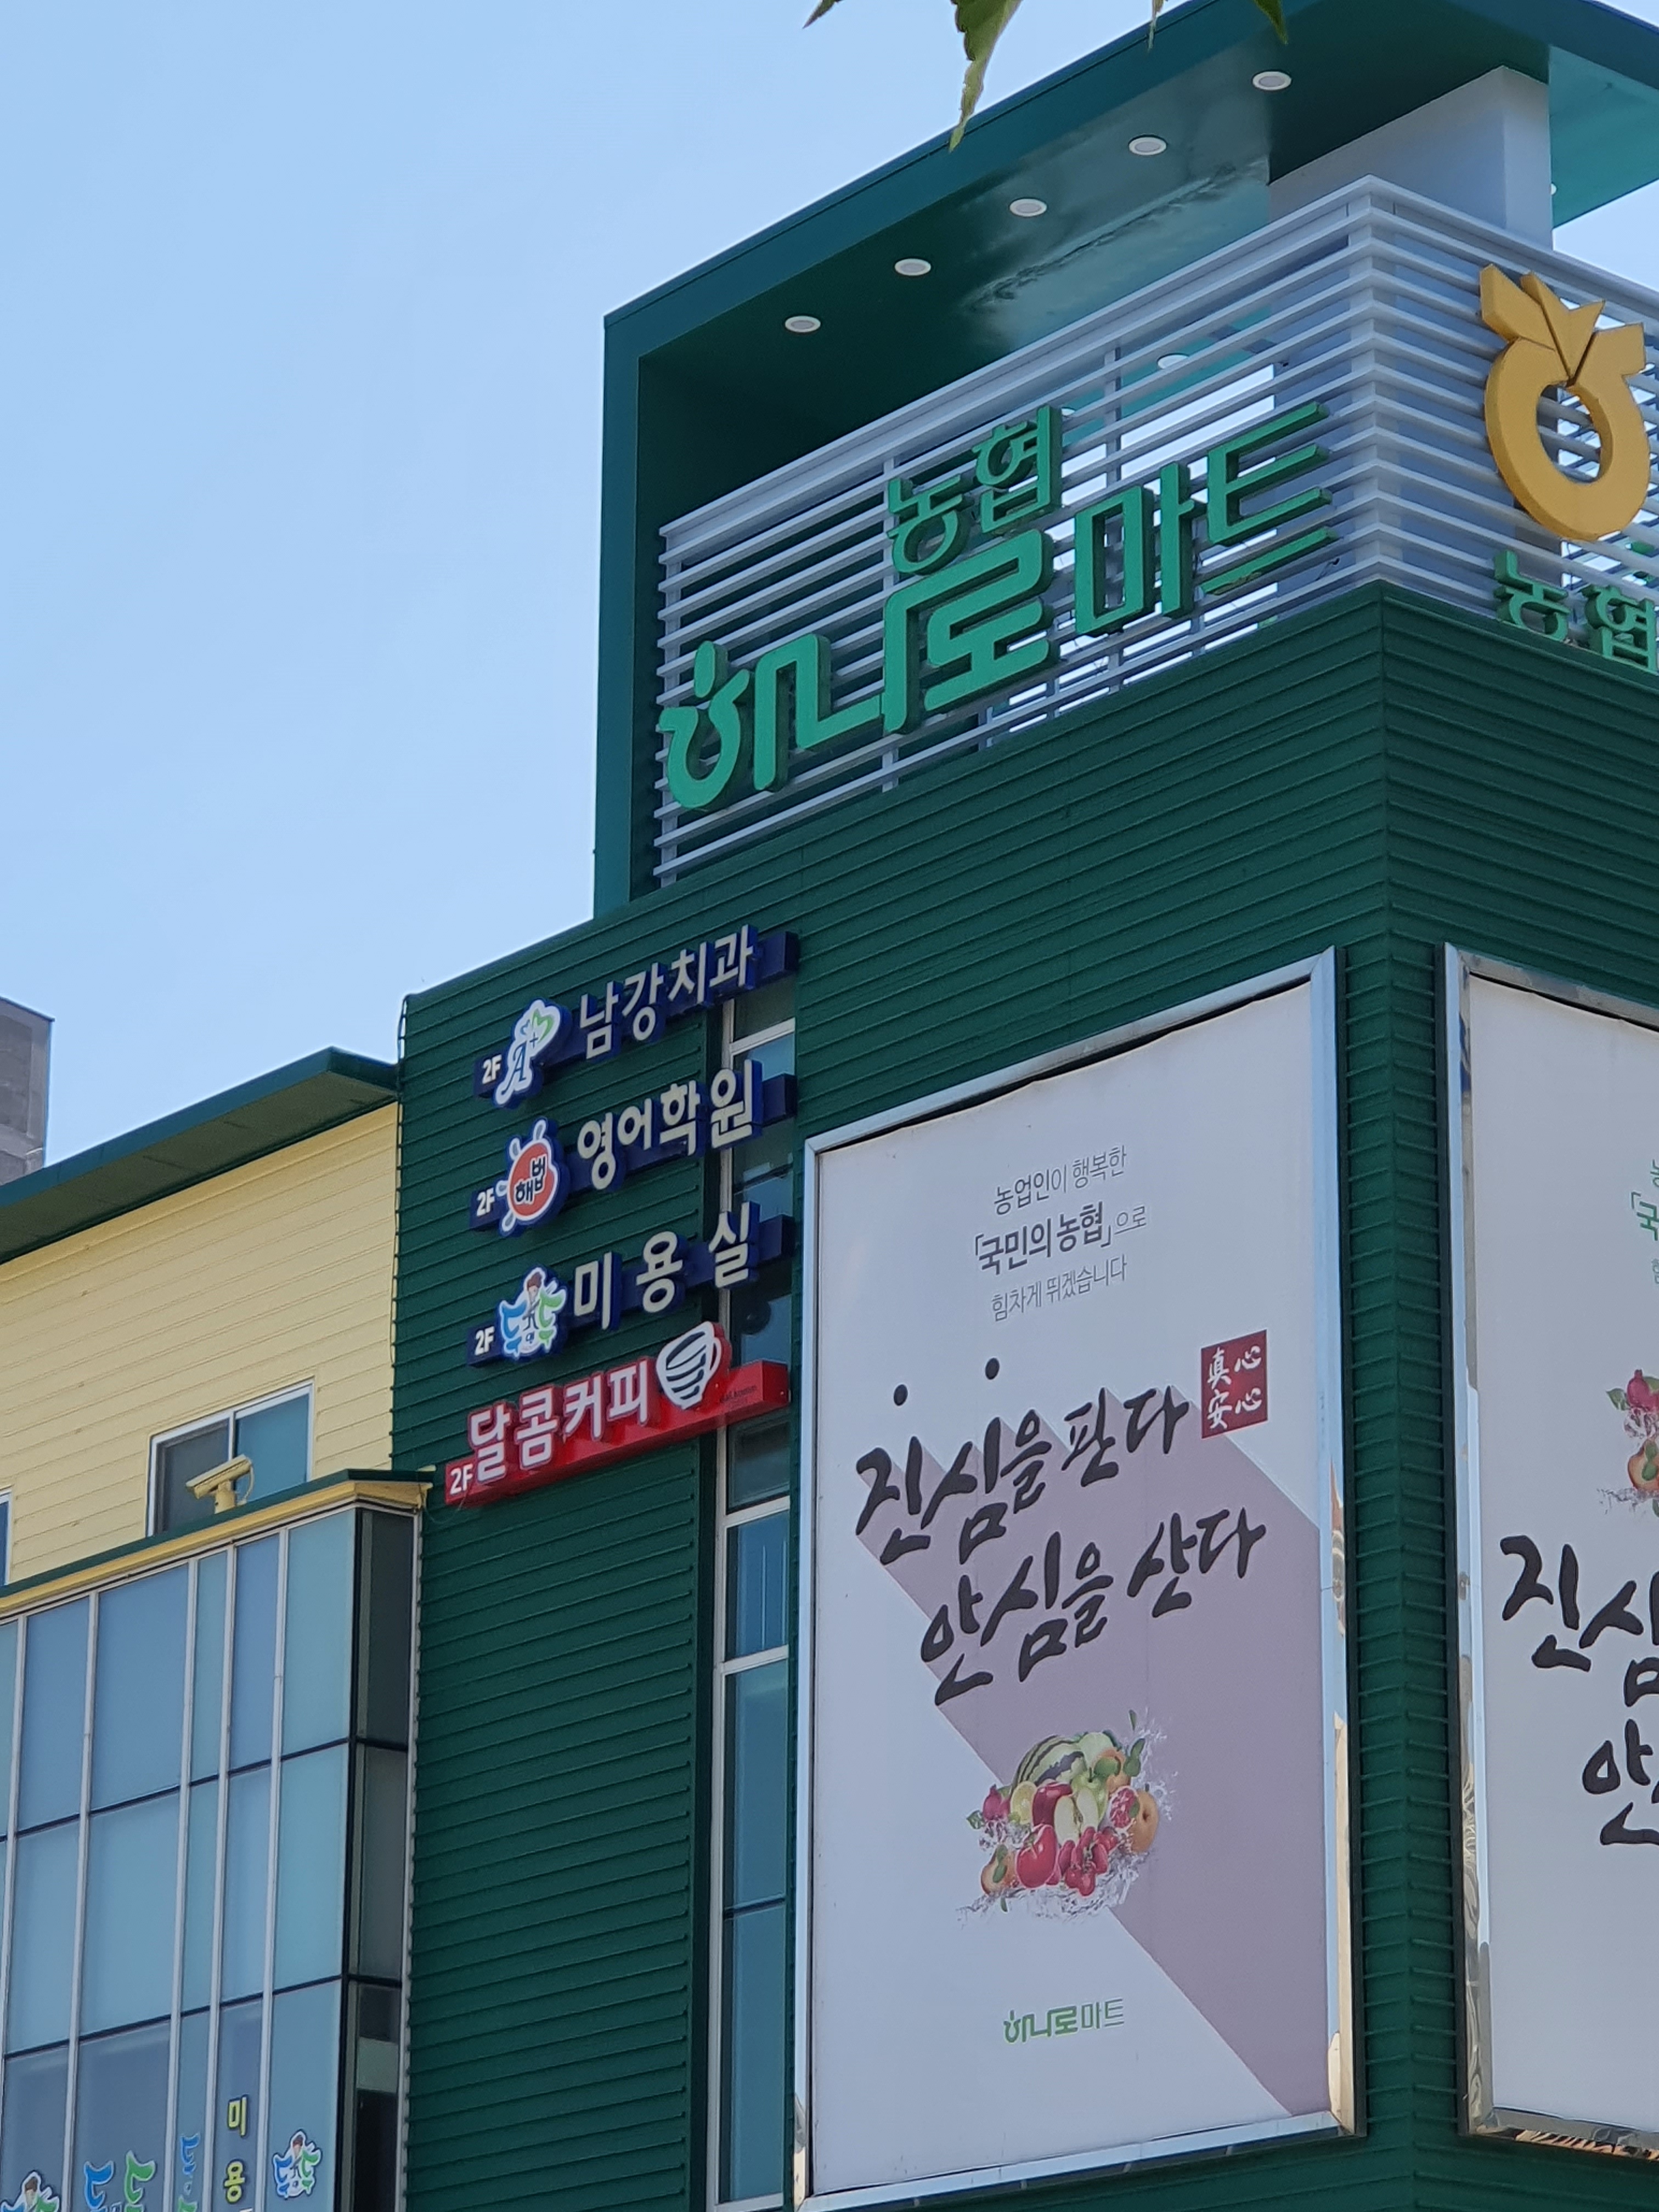 농협
하나로마트
농협
2F A+ 남강치과
2F 해법 영어학원
2F 미용실
2F 달콤커피
농업인이 행복한
「국민의 농협」으로
힘차게 뛰겠습니다
진심을 판다
眞心
安心
안심을 산다
하나로마트
「국
진심
안
미용